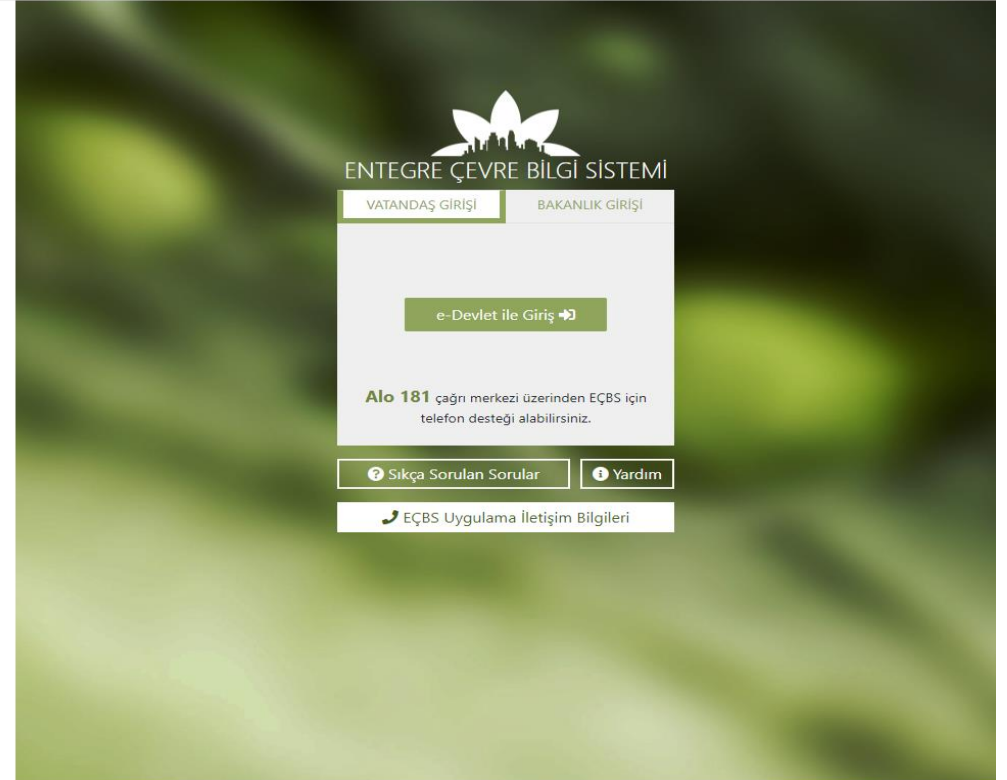 ENTEGRE ÇEVRE BİLGİ SİSTEMİ
VATANDAŞ GİRİŞİ
BAKANLIK GİRİŞİ
e-Devlet ile Giriş
Alo 181 çağrı merkezi üzerinden EÇBS için
telefon desteği alabilirsiniz.
Sıkça Sorulan Sorular
Yardım
EÇBS Uygulama İletişim Bilgileri